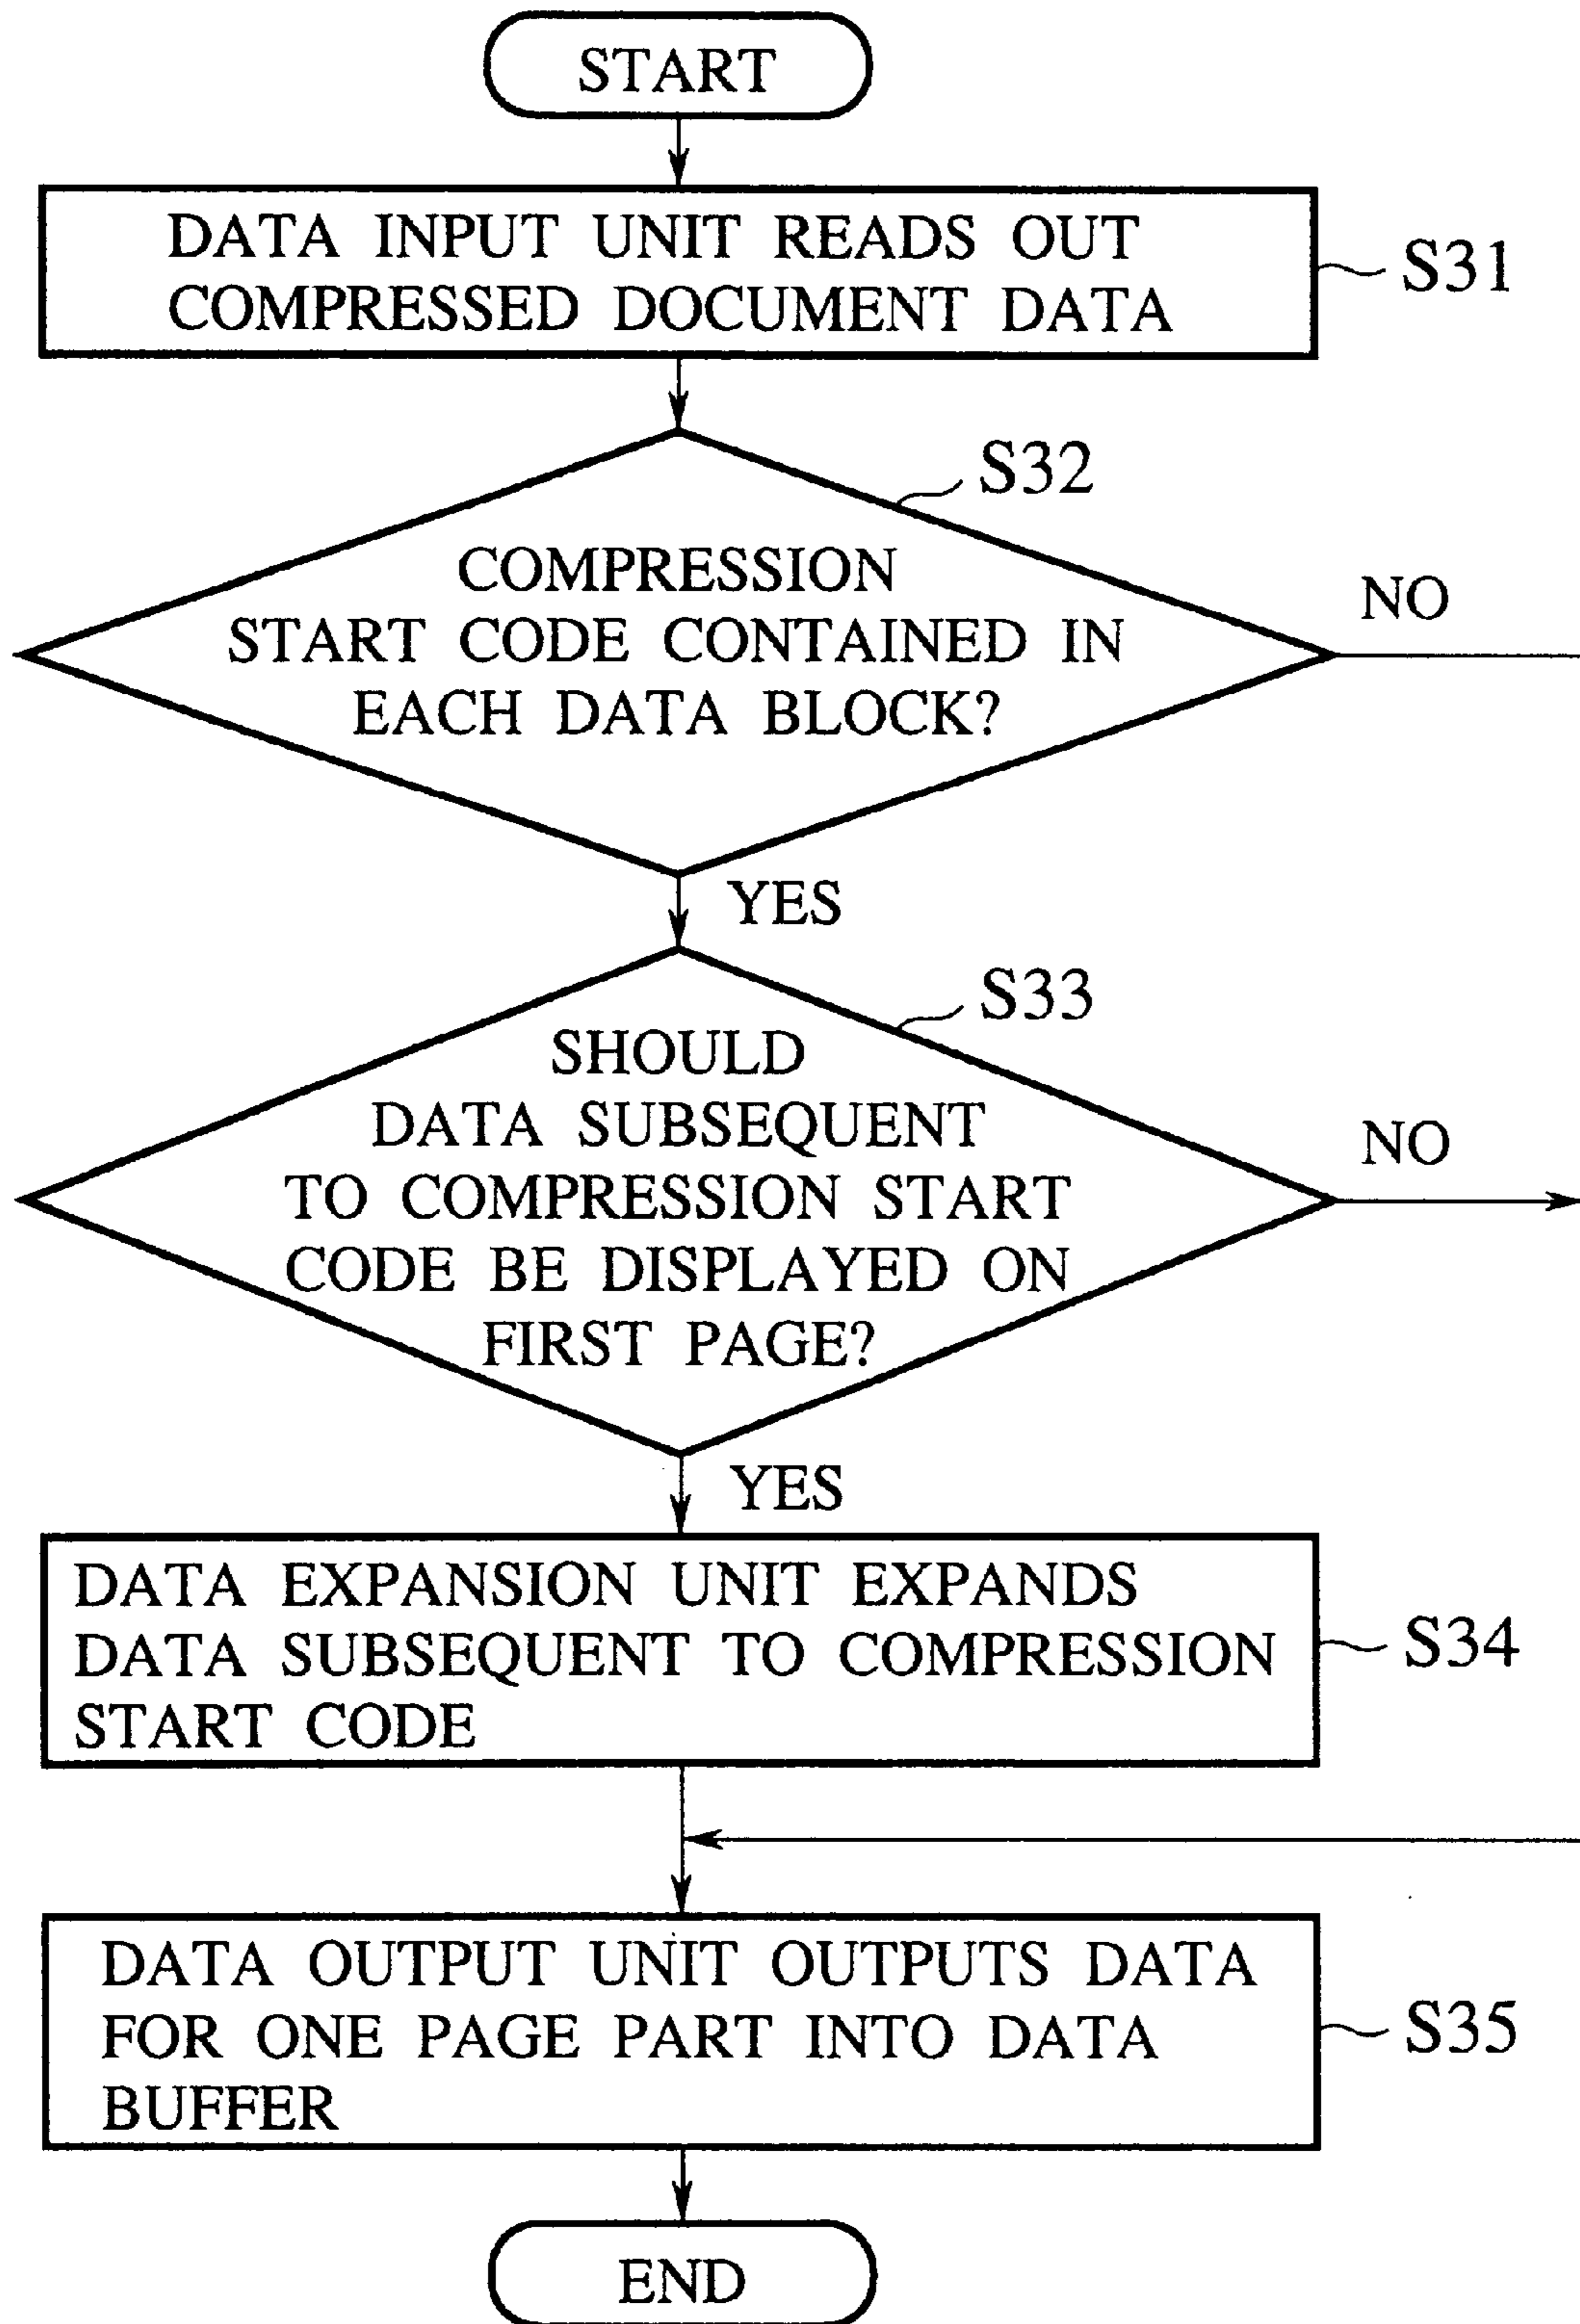 START
DATA INPUT UNIT READS OUT
COMPRESSED DOCUMENT DATA
S31
S32
COMPRESSION
START CODE CONTAINED IN
EACH DATA BLOCK?
NO
YES
S33
SHOULD
DATA SUBSEQUENT
TO COMPRESSION START
CODE BE DISPLAYED ON
FIRST PAGE?
NO
YES
DATA EXPANSION UNIT EXPANDS
DATA SUBSEQUENT TO COMPRESSION
START CODE
S34
DATA OUTPUT UNIT OUTPUTS DATA
FOR ONE PAGE PART INTO DATA
BUFFER
S35
END